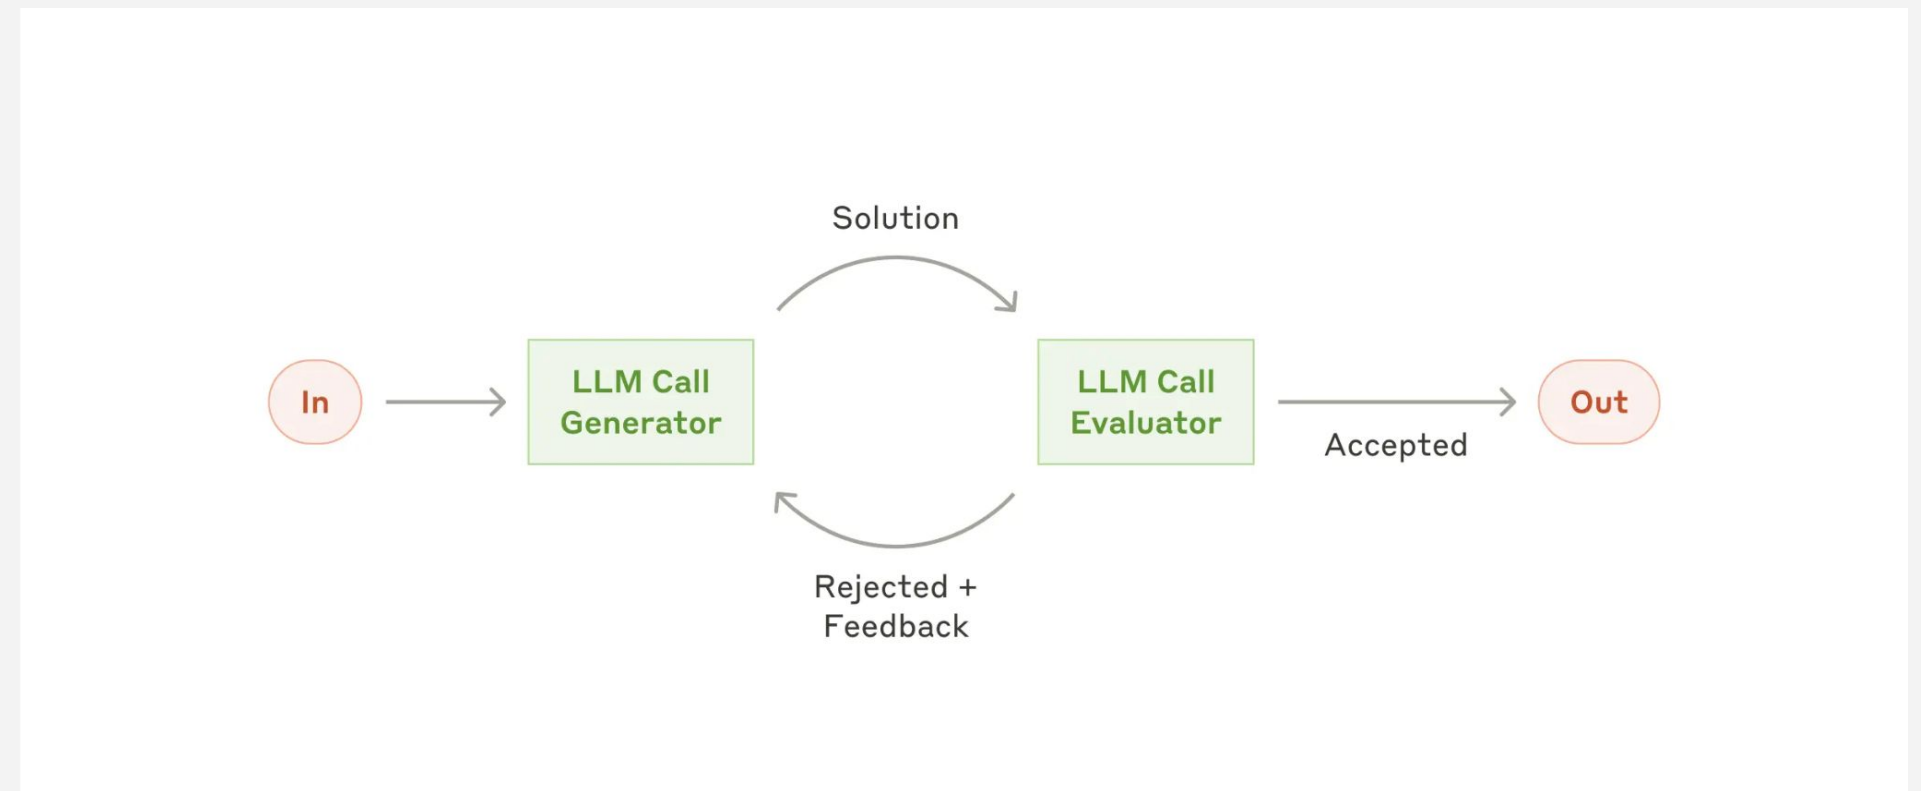 Solution
In
LLM Call
Generator
LLM Call
Evaluator
Accepted
Out
Rejected +
Feedback